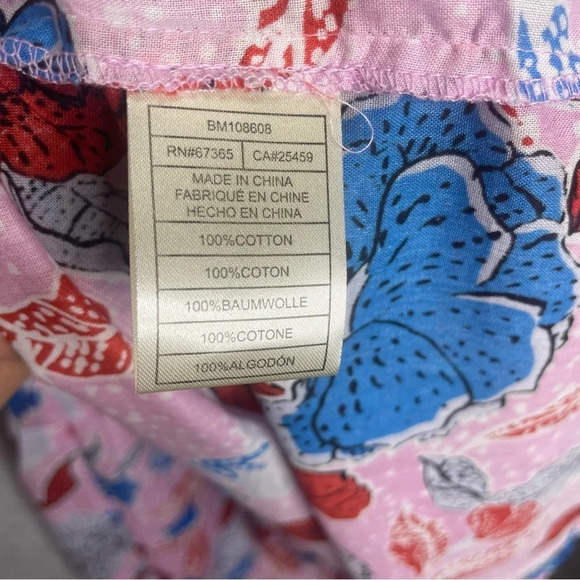 BM108608
RN#67365 CA#25459
MADE IN CHINA
FABRIQUÉ EN CHINE
HECHO EN CHINA
100%COTTON
100%COTON
100%BAUMWOLLE
100%COTONE
100%ALGODÓN